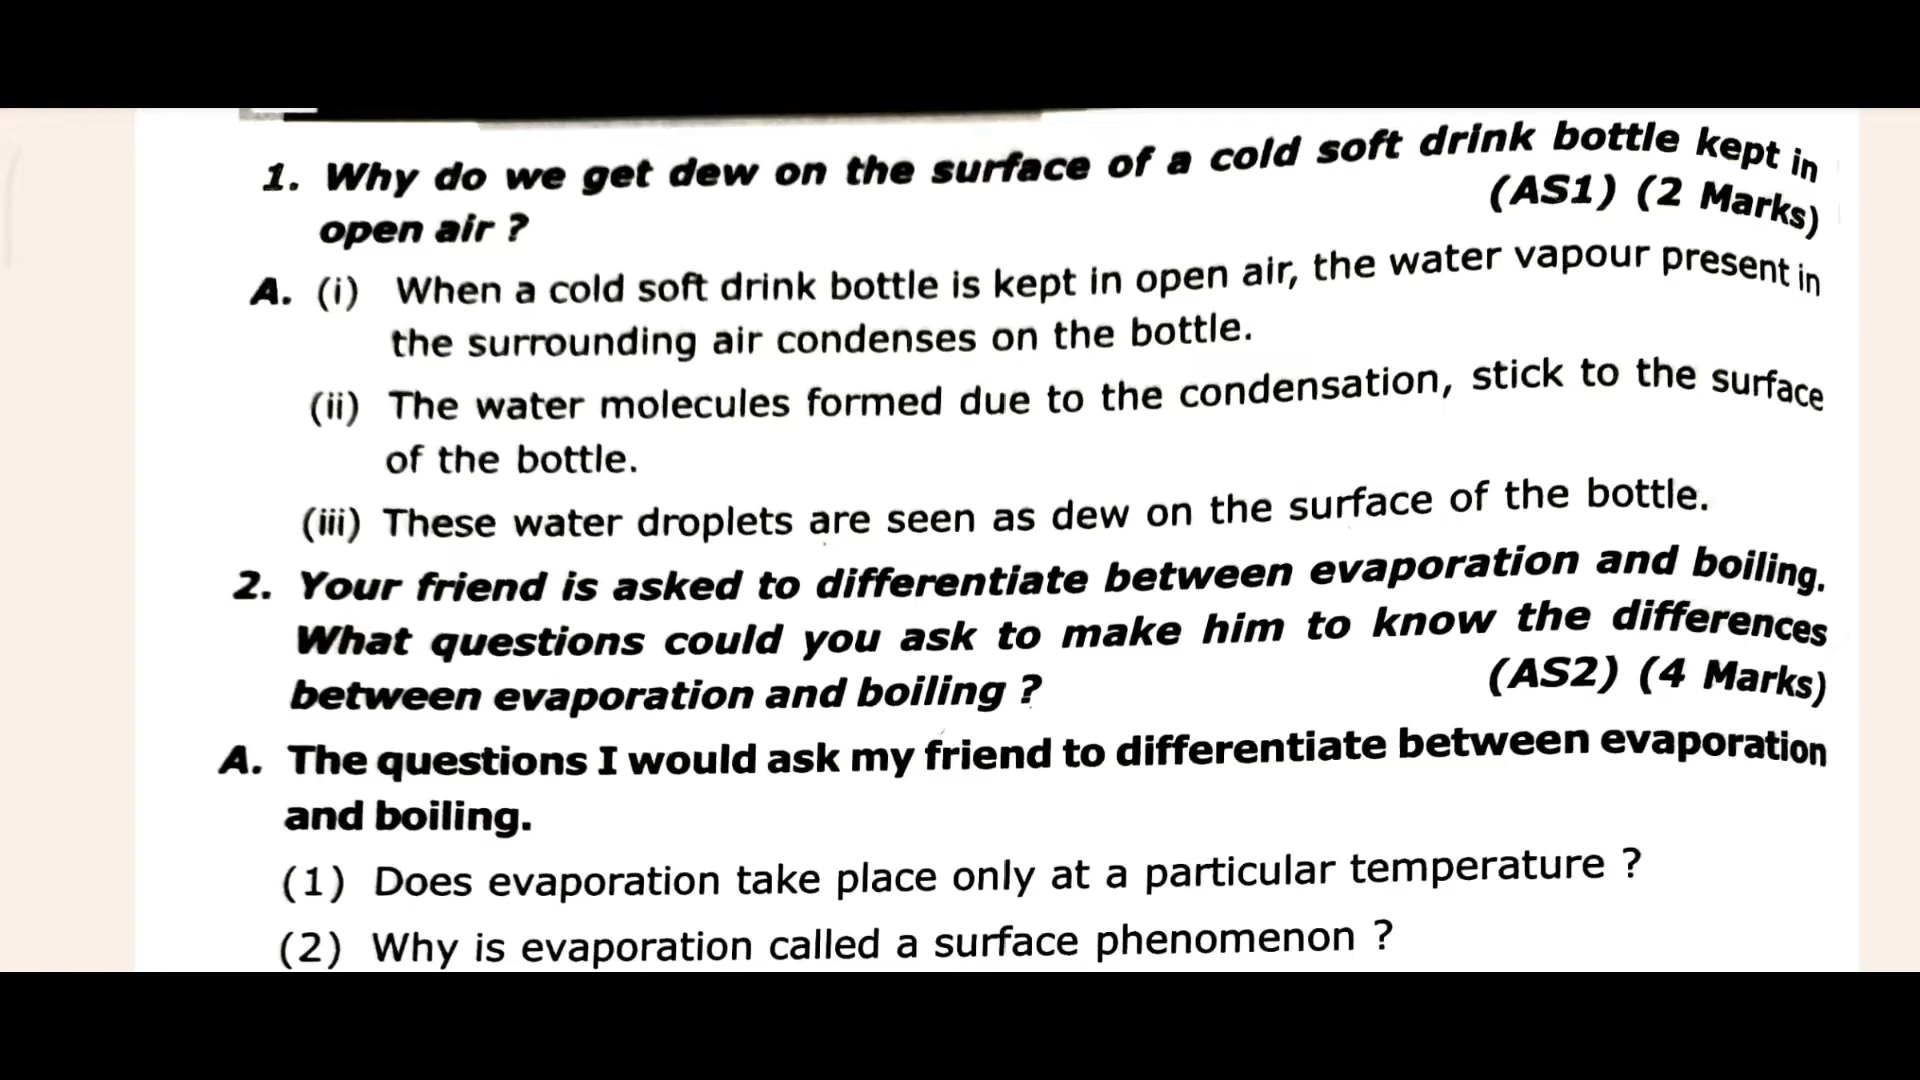 1. Why do we get dew on the surface of a cold soft drink bottle kept in
open air ? (AS1) (2 Marks)
A. (i) When a cold soft drink bottle is kept in open air, the water vapour present in
the surrounding air condenses on the bottle.
(ii) The water molecules formed due to the condensation, stick to the surface
of the bottle.
(iii) These water droplets are seen as dew on the surface of the bottle.
2. Your friend is asked to differentiate between evaporation and boiling.
What questions could you ask to make him to know the differences
between evaporation and boiling ? (AS2) (4 Marks)
A. The questions I would ask my friend to differentiate between evaporation
and boiling.
(1) Does evaporation take place only at a particular temperature ?
(2) Why is evaporation called a surface phenomenon ?